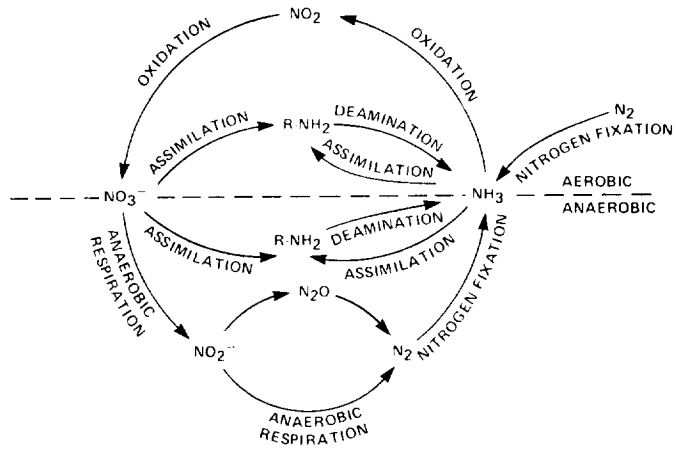 NO2
OXIDATION
OXIDATION
R·NH2
DEAMINATION
ASSIMILATION
ASSIMILATION
N2
NITROGEN FIXATION
NO3−
NH3
AEROBIC
ANAEROBIC
ASSIMILATION
R·NH2
DEAMINATION
ASSIMILATION
ANAEROBIC
RESPIRATION
N2O
NITROGEN FIXATION
NO2−
N2
ANAEROBIC
RESPIRATION